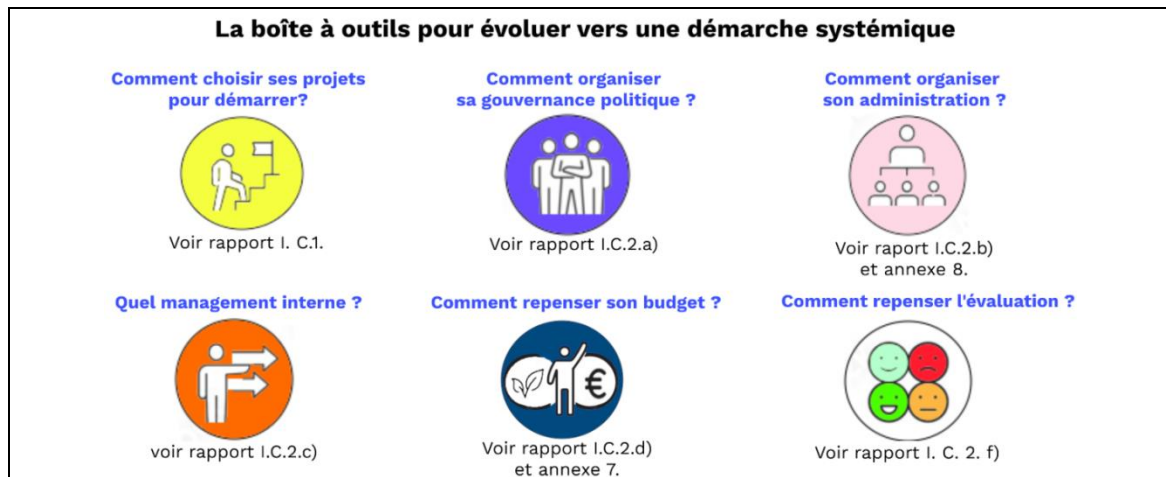 La boîte à outils pour évoluer vers une démarche systémique
Comment choisir ses projets
pour démarrer?
Voir rapport I. C.1.
Comment organiser
sa gouvernance politique ?
Voir rapport I.C.2.a)
Comment organiser
son administration ?
Voir raport I.C.2.b)
et annexe 8.
Quel management interne ?
voir rapport I.C.2.c)
Comment repenser son budget ?
€
Voir rapport I.C.2.d)
et annexe 7.
Comment repenser l'évaluation ?
Voir rapport I. C. 2. f)